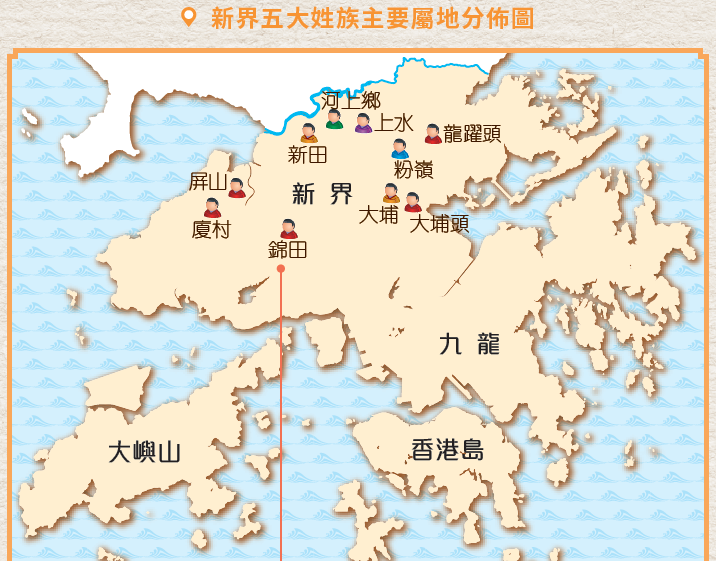 新界五大姓族主要屬地分佈圖
河上鄉
上水
龍躍頭
新田
粉嶺
屏山
新界
大埔
大埔頭
廈村
錦田
九龍
大嶼山
香港島